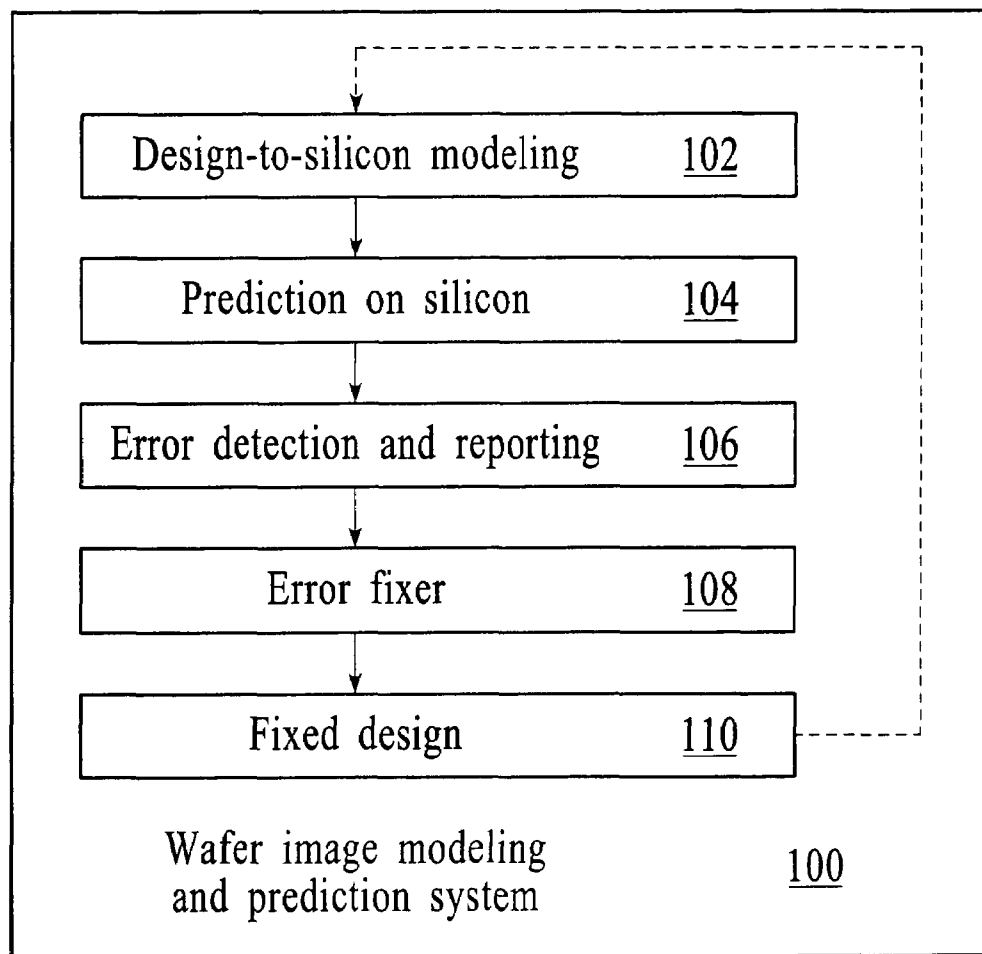 Design-to-silicon modeling 102
Prediction on silicon 104
Error detection and reporting 106
Error fixer 108
Fixed design 110
Wafer image modeling
and prediction system 100